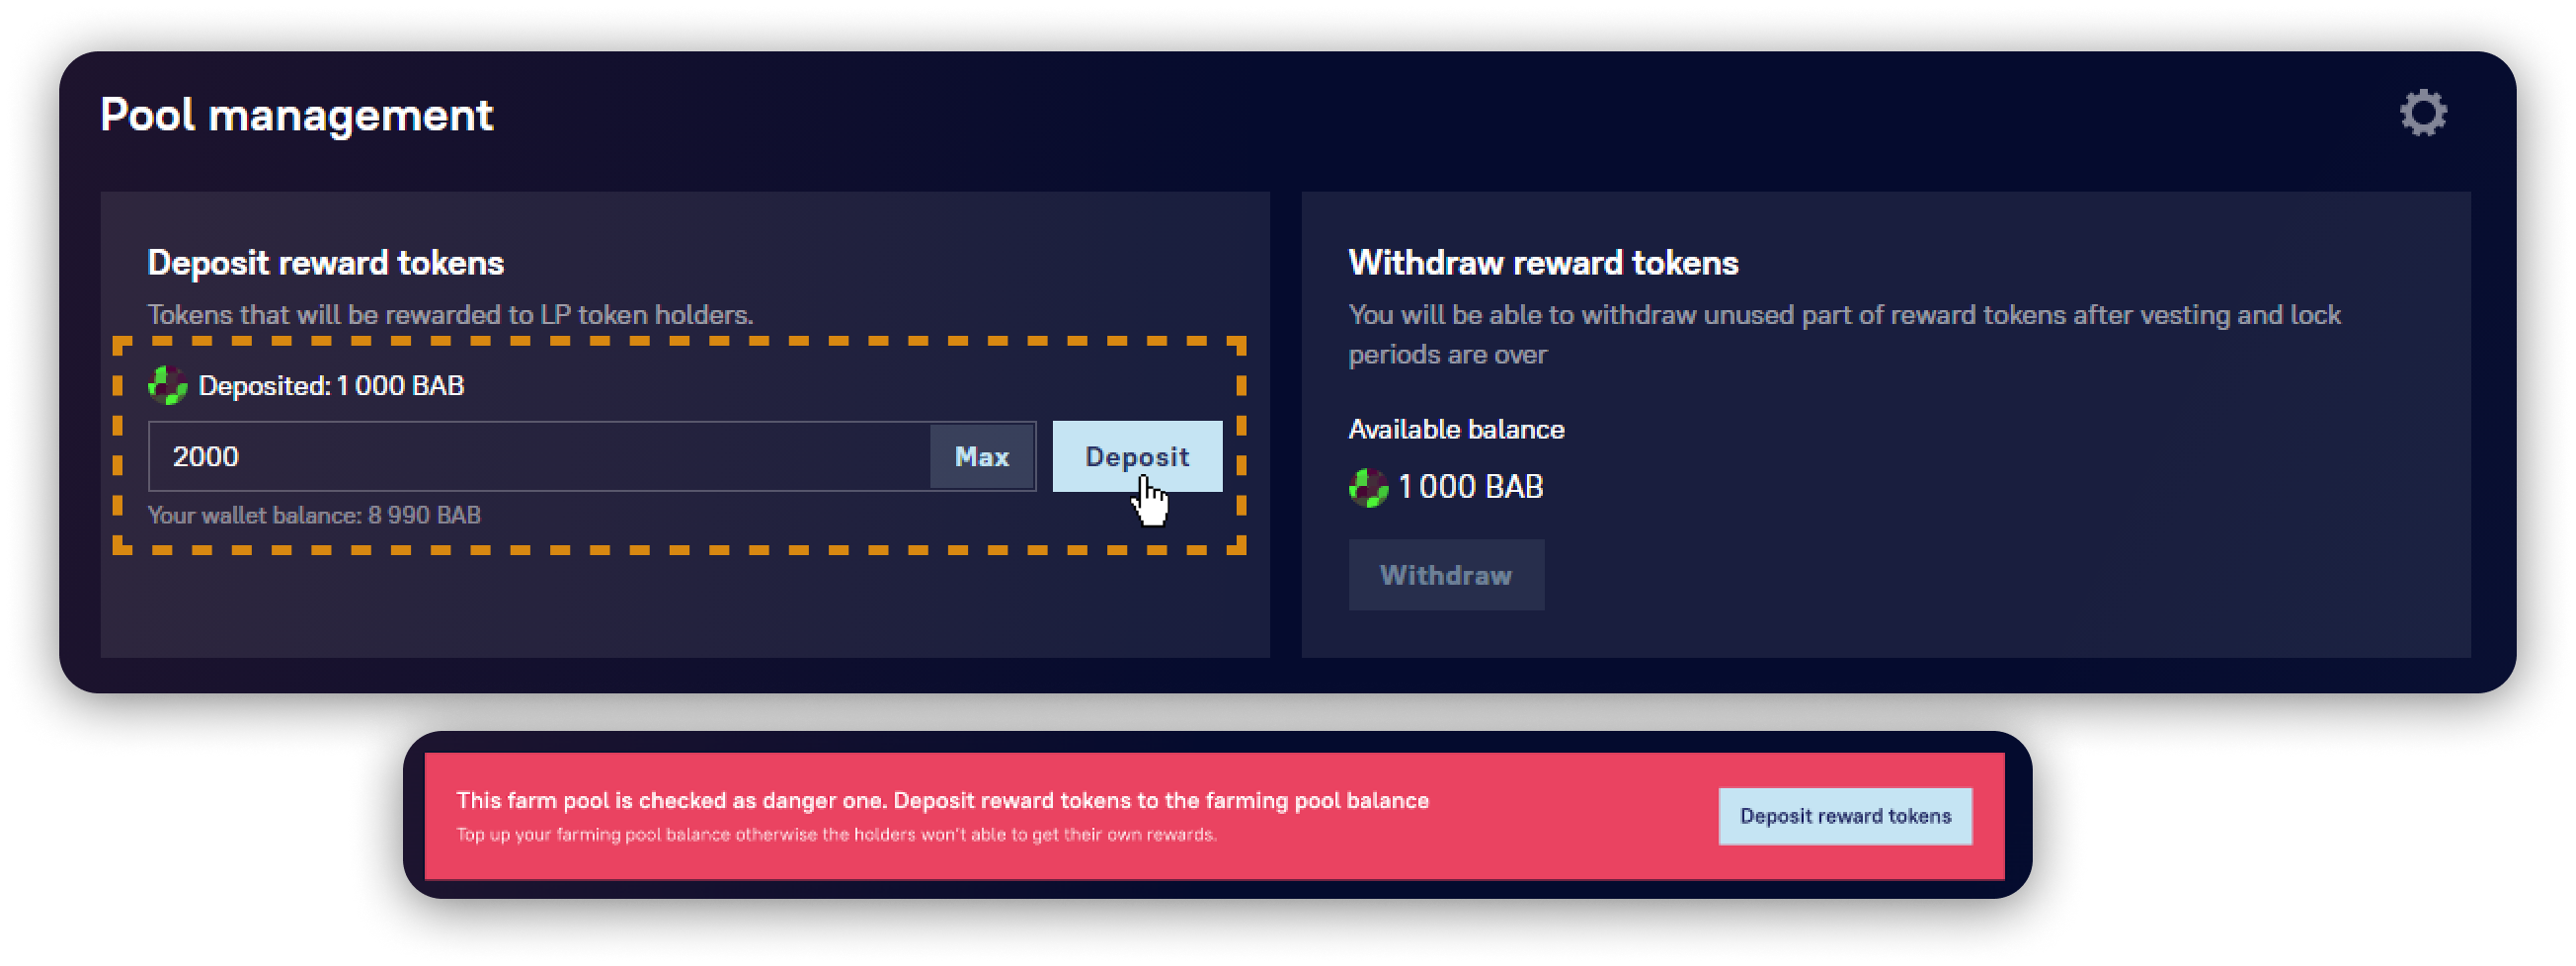 Pool management
Deposit reward tokens
Tokens that will be rewarded to LP token holders.
Deposited: 1 000 BAB
2000
Max
Deposit
Your wallet balance: 8 990 BAB
Withdraw reward tokens
You will be able to withdraw unused part of reward tokens after vesting and lock
periods are over
Available balance
1 000 BAB
Withdraw
This farm pool is checked as danger one. Deposit reward tokens to the farming pool balance
Top up your farming pool balance otherwise the holders won't able to get their own rewards.
Deposit reward tokens